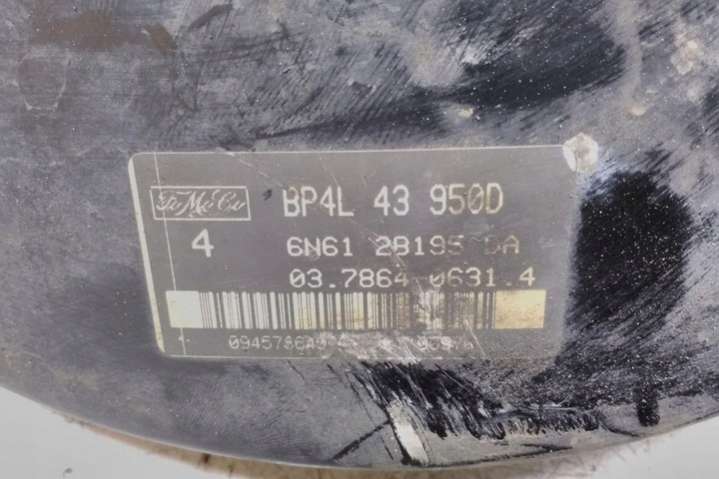 FoMoCo BP4L 43 950D
4 6N61 2B195 DA
03.7864-0631.4